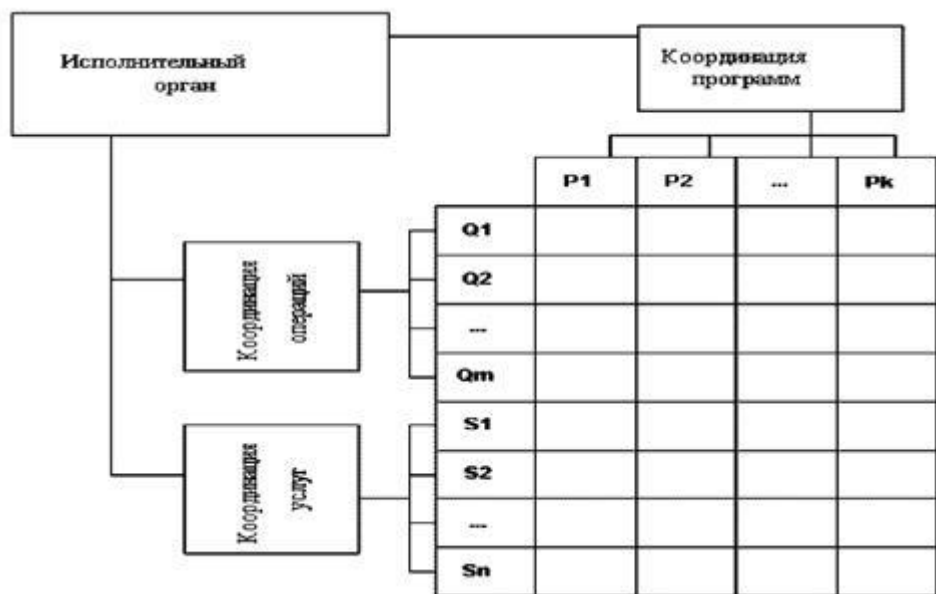 Исполнительный
орган
Координация
программ
P1 P2 ... Pk
Q1
Q2
...
Qm
S1
S2
...
Sn
Координация
операций
Координация
услуг